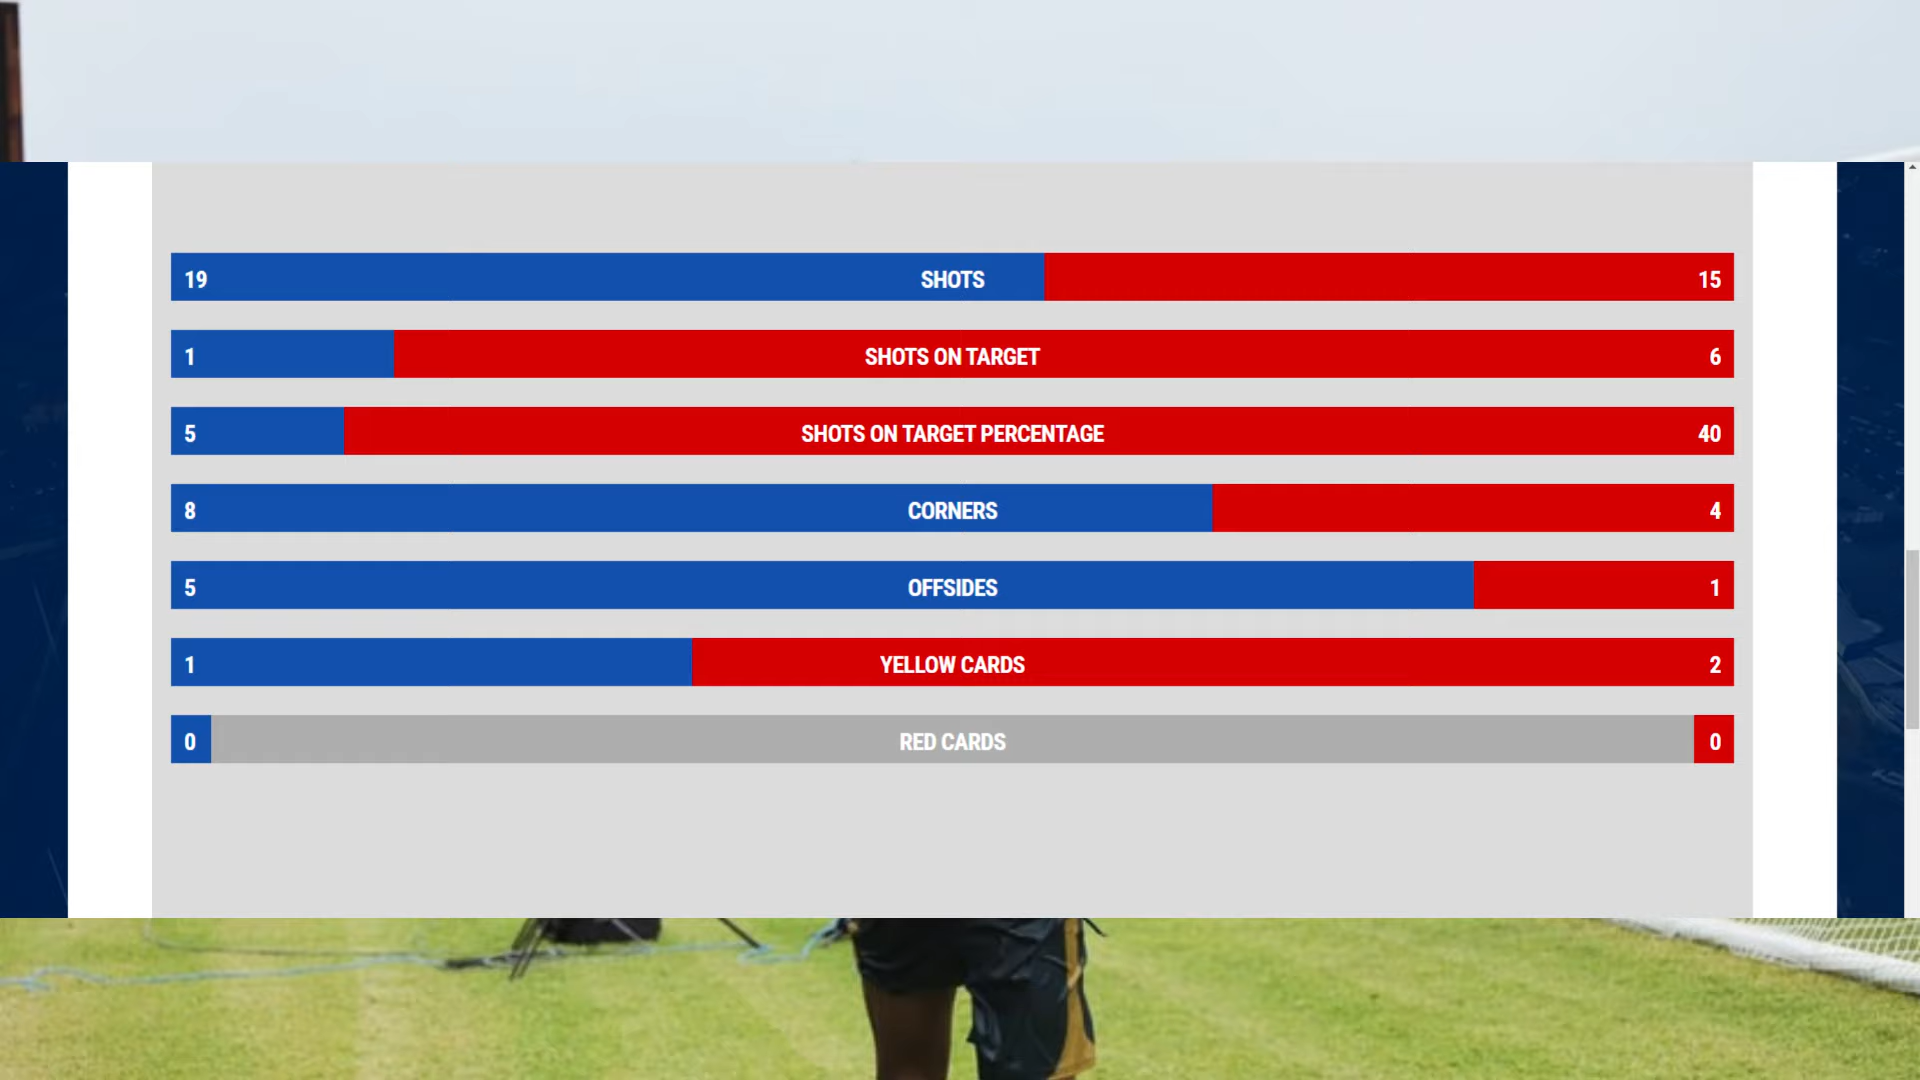 19 SHOTS 15
1 SHOTS ON TARGET 6
5 SHOTS ON TARGET PERCENTAGE 40
8 CORNERS 4
5 OFFSIDES 1
1 YELLOW CARDS 2
0 RED CARDS 0